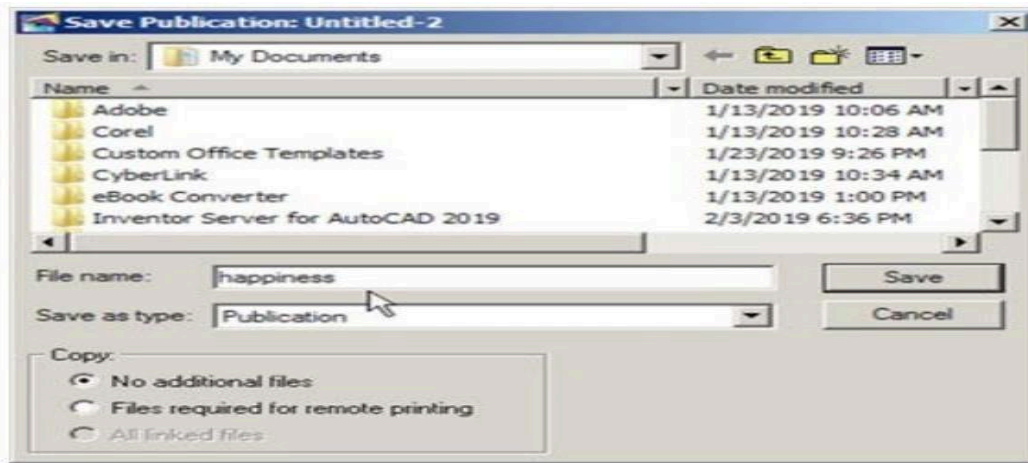 Save Publication: Untitled-2
Save in: My Documents
Name Date modified
Adobe 1/13/2019 10:06 AM
Corel 1/13/2019 10:28 AM
Custom Office Templates 1/23/2019 9:26 PM
CyberLink 1/13/2019 10:34 AM
eBook Converter 1/13/2019 1:00 PM
Inventor Server for AutoCAD 2019 2/3/2019 6:36 PM
File name: happiness Save
Save as type: Publication Cancel
Copy:
No additional files
Files required for remote printing
All linked files